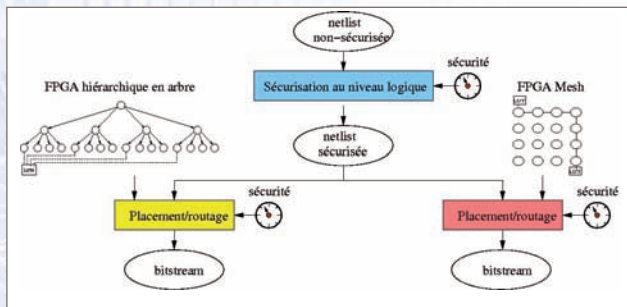 netlist
non-sécurisée
sécurité
FPGA hiérarchique en arbre
Sécurisation au niveau logique
FPGA Mesh
netlist
sécurisée
sécurité
Placement/routage
sécurité
Placement/routage
bitstream
bitstream